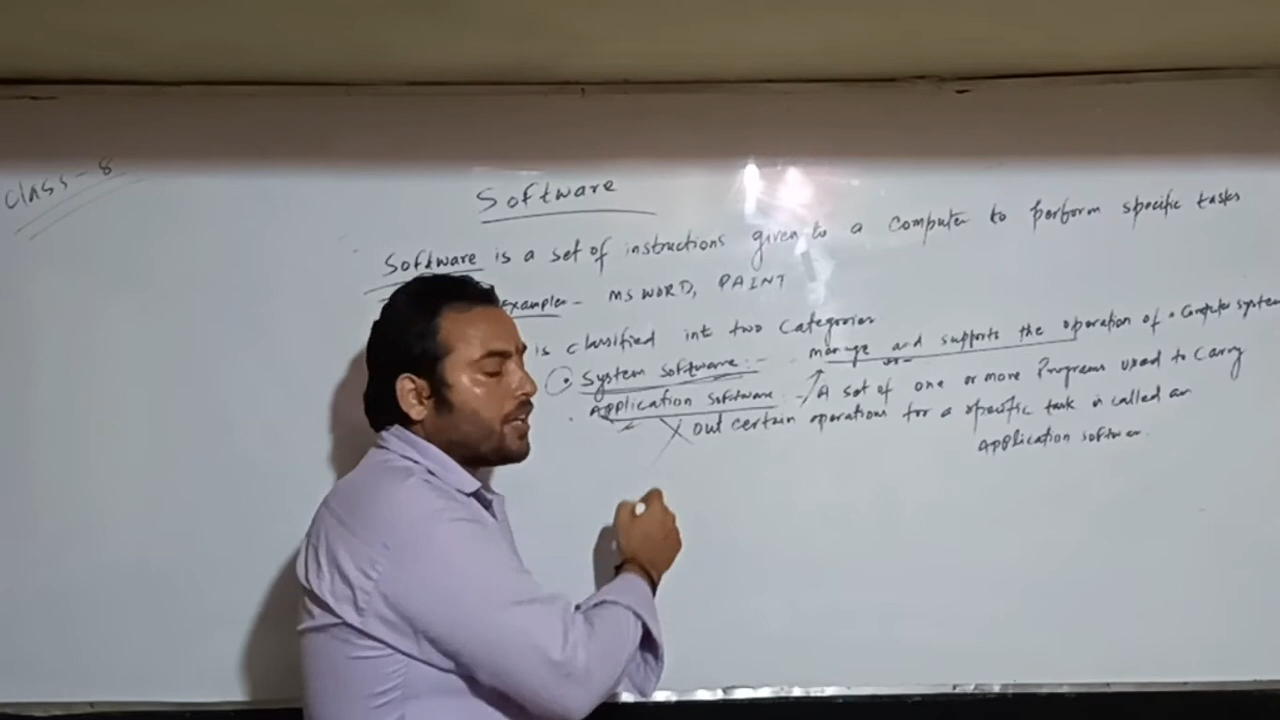 Class-8
Software
Software is a set of instructions given to a computer to perform specific tasks
Example - MS WORD, PAINT
is classified into two Categories
System Software :- manage and supports the operation of a Computer system
Application Software :- A set of one or more Programs used to Carry
out certain operations for a specific task is called an
Application software.